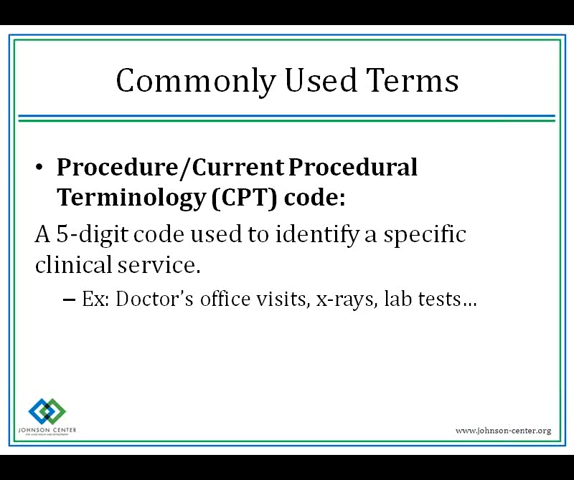 Commonly Used Terms
• Procedure/Current Procedural
Terminology (CPT) code:
A 5-digit code used to identify a specific
clinical service.
– Ex: Doctor's office visits, x-rays, lab tests…
JOHNSON CENTER
www.johnson-center.org